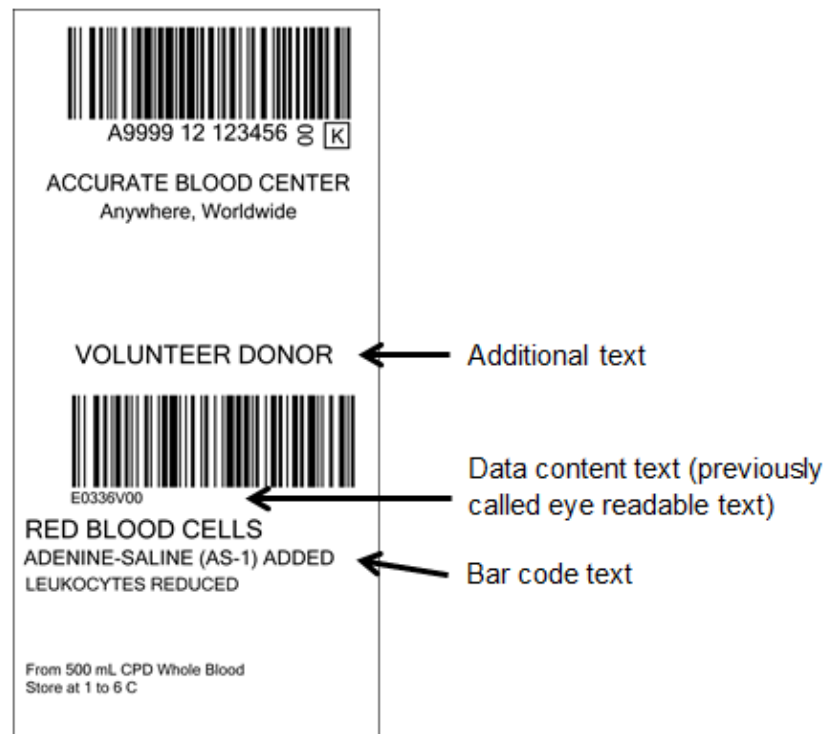 A9999 12 123456 00 K
ACCURATE BLOOD CENTER
Anywhere, Worldwide
VOLUNTEER DONOR
Additional text
E0336V00
Data content text (previously
called eye readable text)
RED BLOOD CELLS
ADENINE-SALINE (AS-1) ADDED
Bar code text
LEUKOCYTES REDUCED
From 500 mL CPD Whole Blood
Store at 1 to 6 C